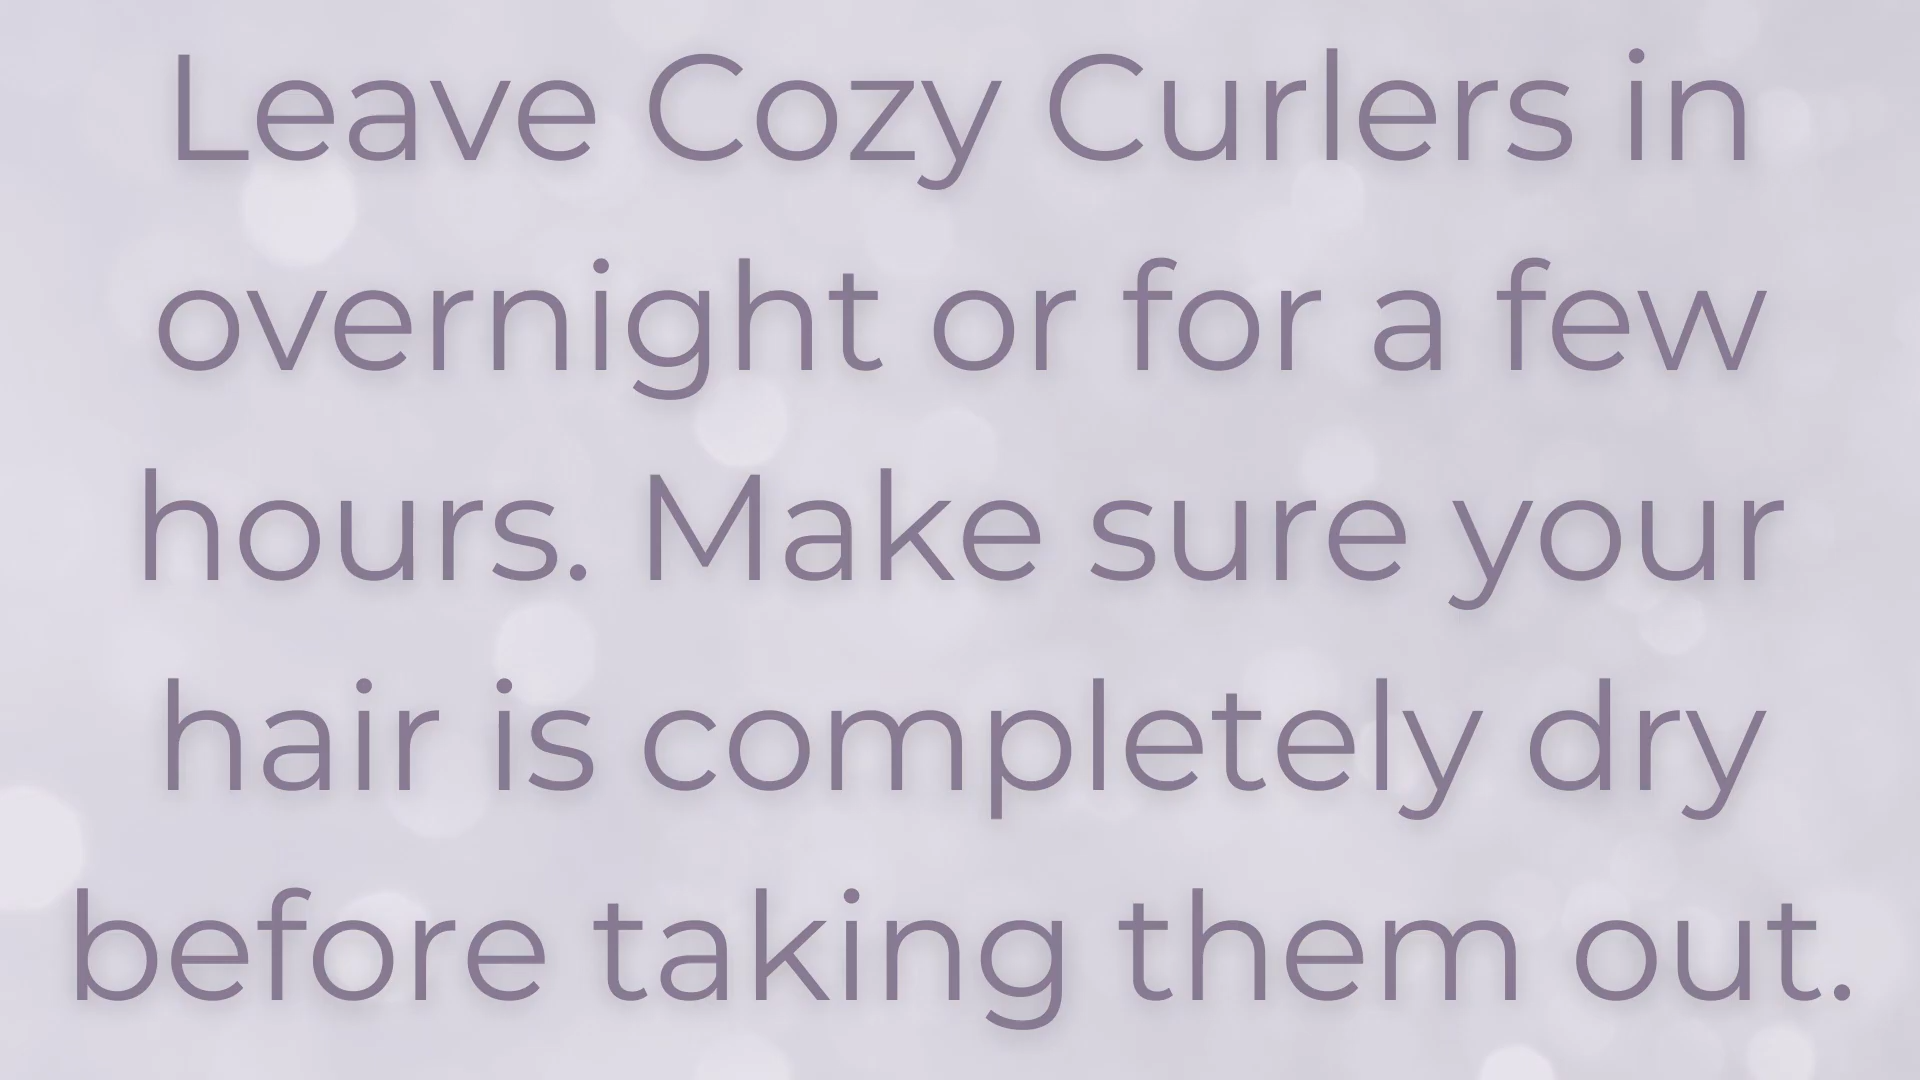 Leave Cozy Curlers in
overnight or for a few
hours. Make sure your
hair is completely dry
before taking them out.